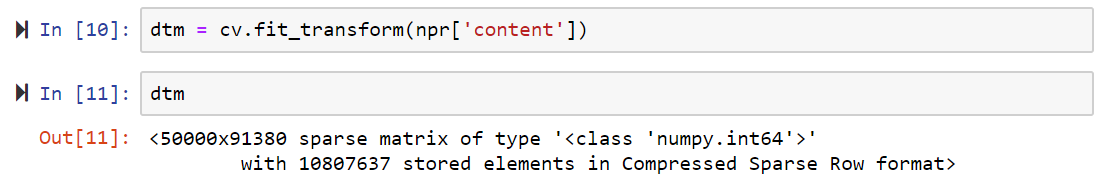 In [10]: dtm = cv.fit_transform(npr['content'])
In [11]: dtm
Out[11]: <50000x91380 sparse matrix of type '<class 'numpy.int64'>'
with 10807637 stored elements in Compressed Sparse Row format>